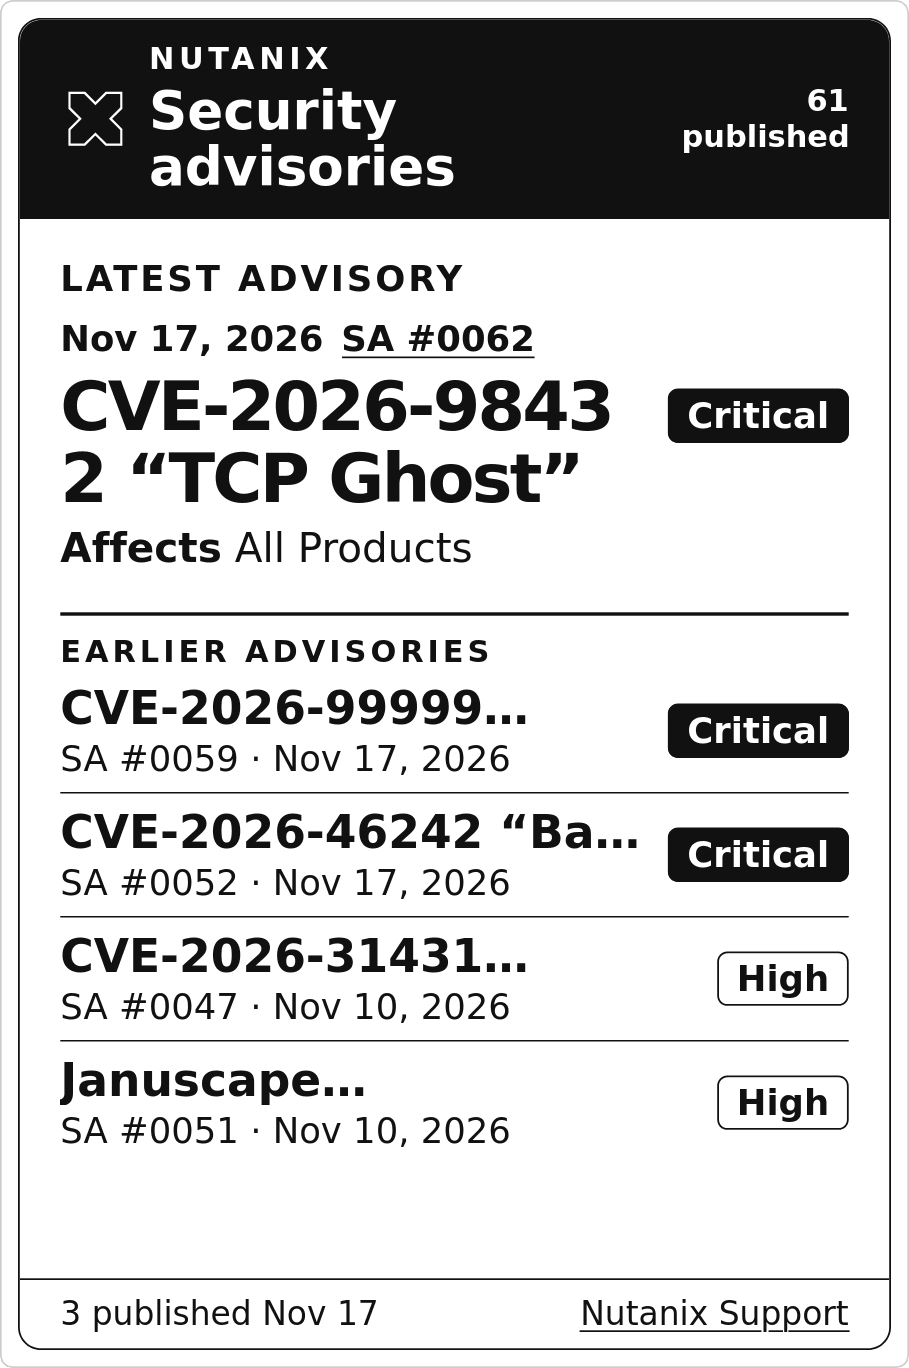 NUTANIX
Security
advisories
61
published
LATEST ADVISORY
Nov 17, 2026 SA #0062
CVE-2026-9843
2 “TCP Ghost”
Critical
Affects All Products
EARLIER ADVISORIES
CVE-2026-99999…
SA #0059 · Nov 17, 2026
Critical
CVE-2026-46242 “Ba…
SA #0052 · Nov 17, 2026
Critical
CVE-2026-31431…
SA #0047 · Nov 10, 2026
High
Januscape…
SA #0051 · Nov 10, 2026
High
3 published Nov 17
Nutanix Support